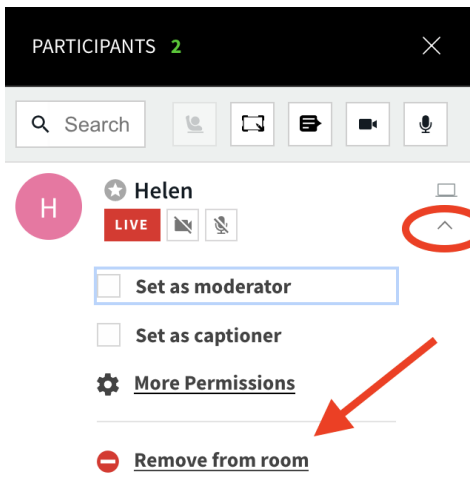 PARTICIPANTS 2
Search
H
Helen
LIVE
Set as moderator
Set as captioner
More Permissions
Remove from room